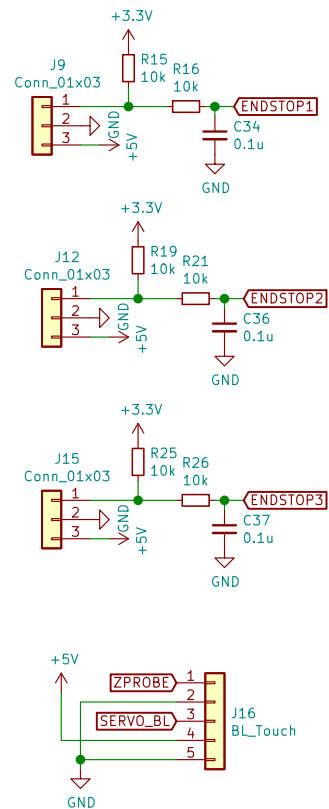 +3.3V
J9
Conn_01x03
R15
10k
R16
10k
1
2
3
GND
+5V
ENDSTOP1
C34
0.1u
GND
+3.3V
J12
Conn_01x03
R19
10k
R21
10k
1
2
3
GND
+5V
ENDSTOP2
C36
0.1u
GND
+3.3V
J15
Conn_01x03
R25
10k
R26
10k
1
2
3
GND
+5V
ENDSTOP3
C37
0.1u
GND
+5V
ZPROBE
1
2
SERVO_BL
3
4
5
J16
BL_Touch
GND